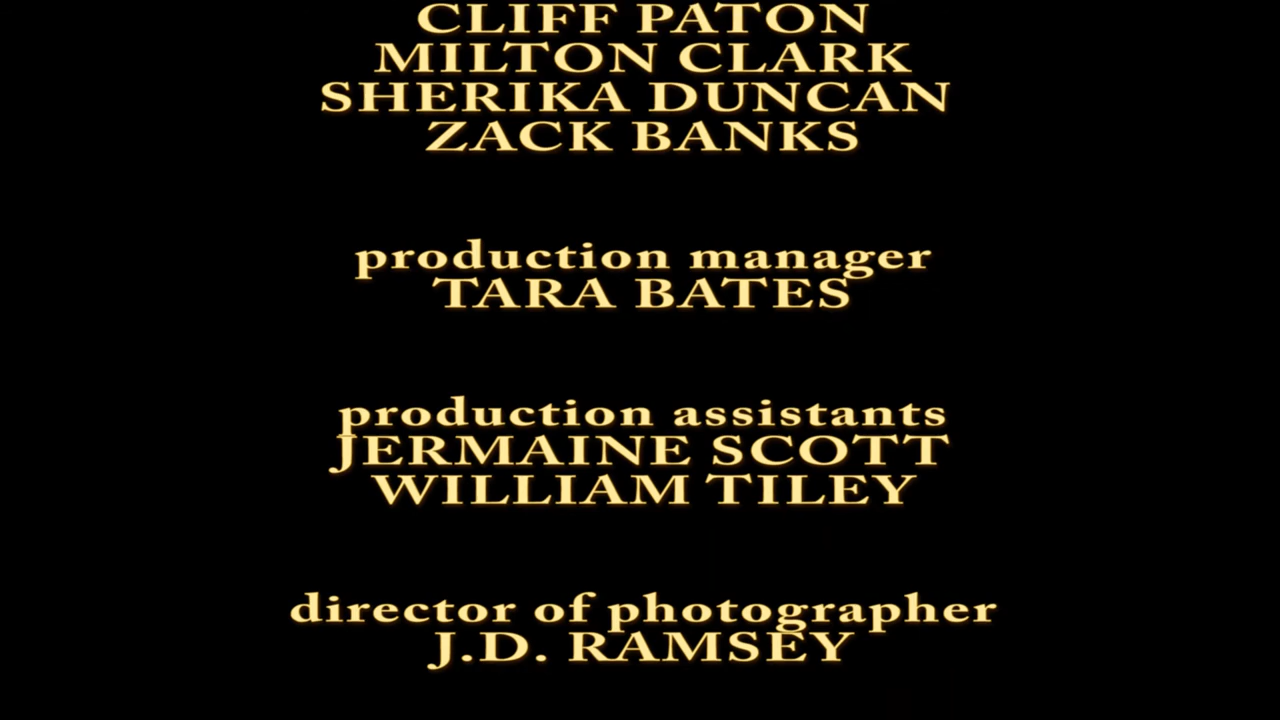 CLIFF PATON
MILTON CLARK
SHERIKA DUNCAN
ZACK BANKS
production manager
TARA BATES
production assistants
JERMAINE SCOTT
WILLIAM TILEY
director of photographer
J.D. RAMSEY